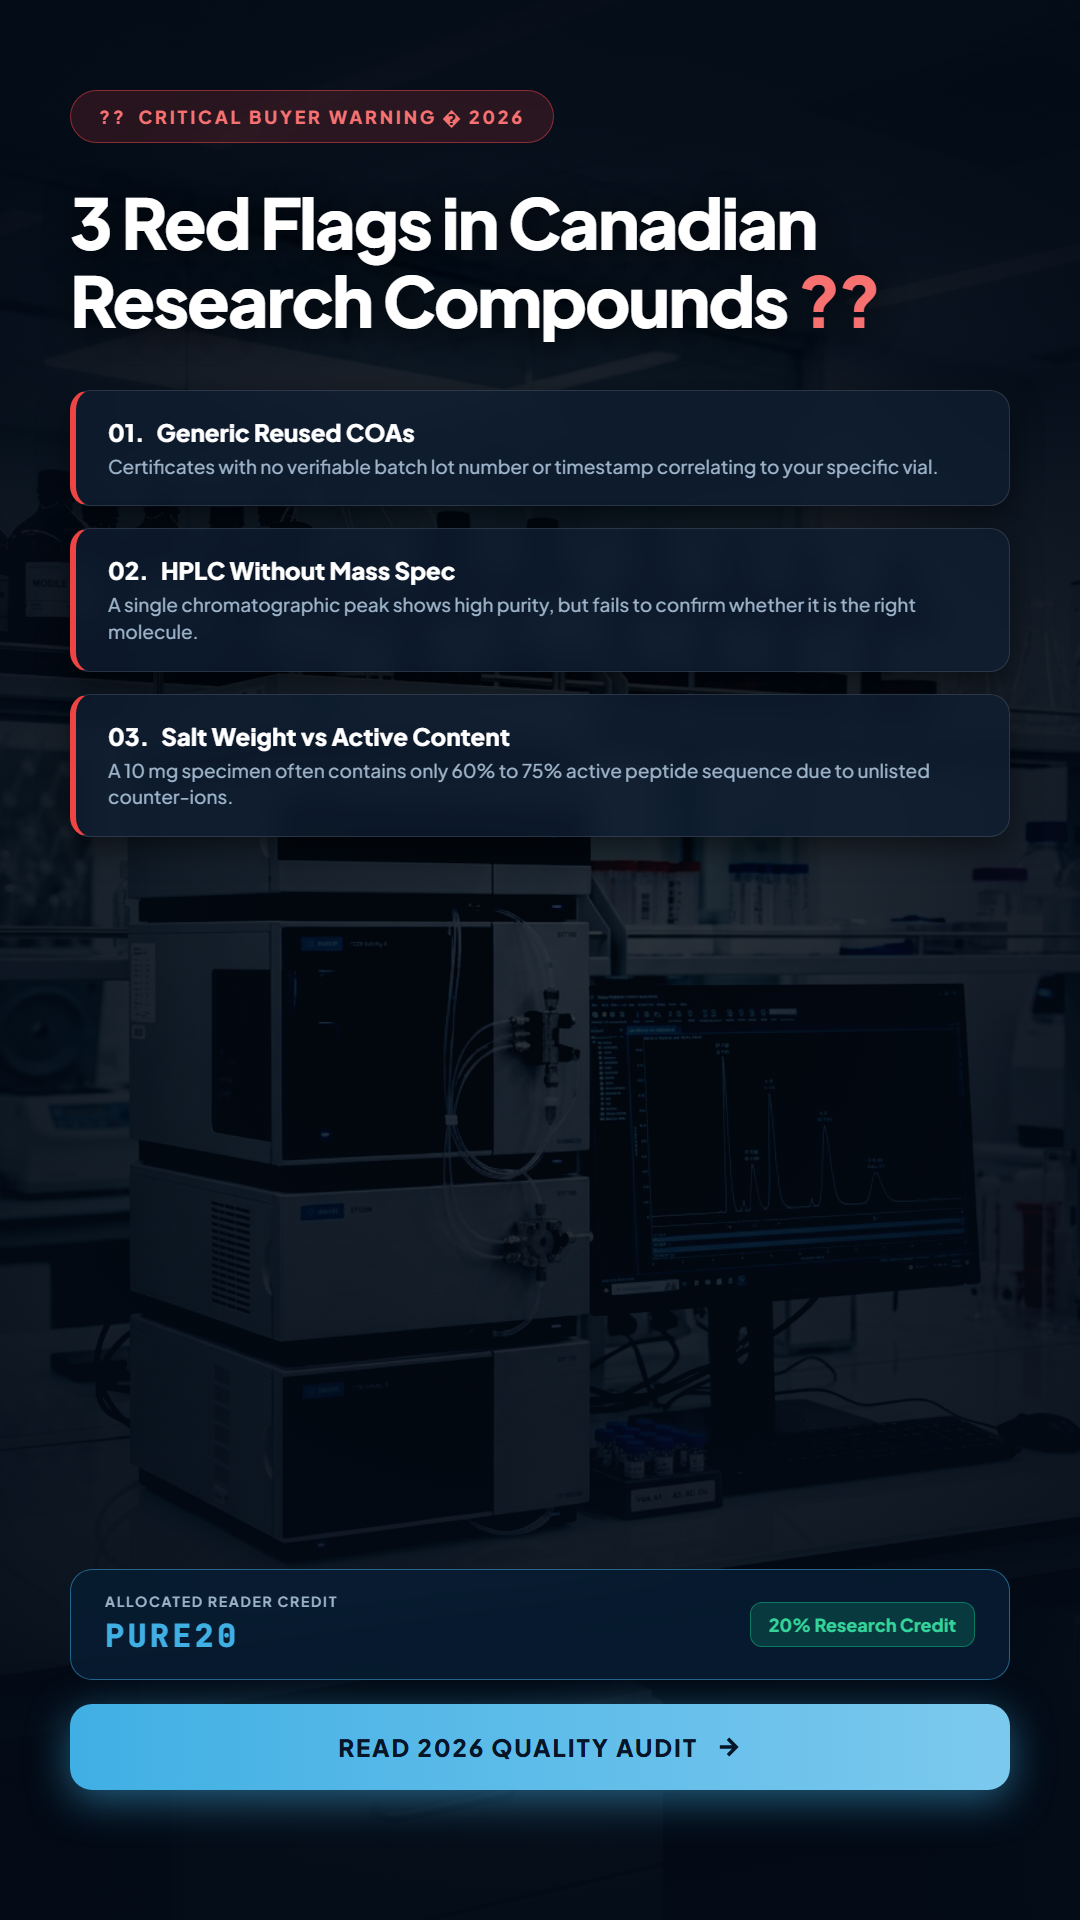 ?? CRITICAL BUYER WARNING � 2026
3 Red Flags in Canadian
Research Compounds ??
01. Generic Reused COAs
Certificates with no verifiable batch lot number or timestamp correlating to your specific vial.
02. HPLC Without Mass Spec
A single chromatographic peak shows high purity, but fails to confirm whether it is the right
molecule.
03. Salt Weight vs Active Content
A 10 mg specimen often contains only 60% to 75% active peptide sequence due to unlisted
counter-ions.
MOBILE
ALLOCATED READER CREDIT
PURE20
20% Research Credit
READ 2026 QUALITY AUDIT →